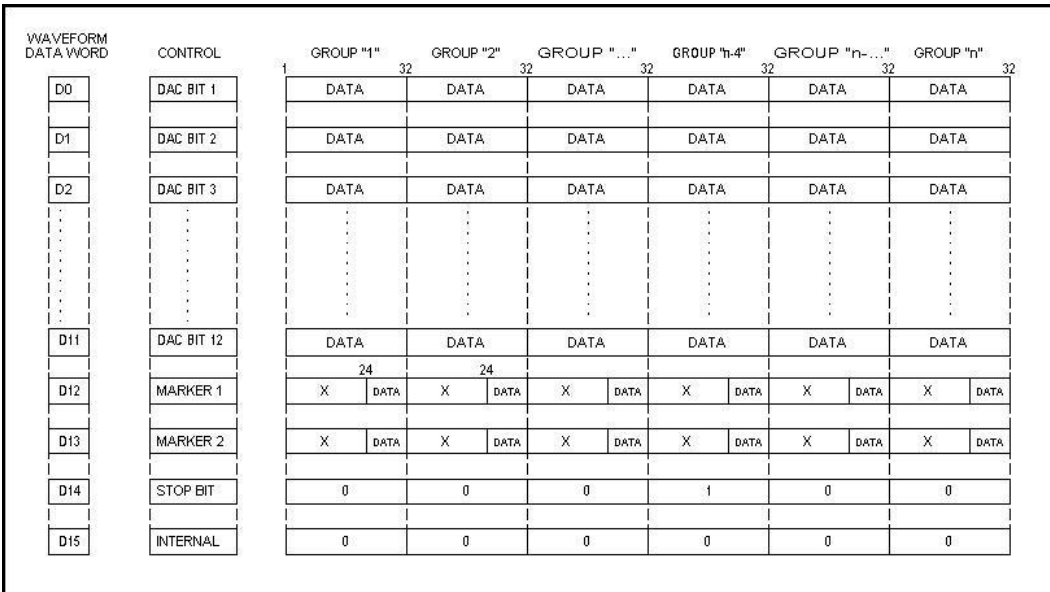 WAVEFORM
DATA WORD CONTROL GROUP "1" GROUP "2" GROUP "..." GROUP "n-4" GROUP "n-..." GROUP "n"
1 32 32 32 32 32 32
D0 DAC BIT 1 DATA DATA DATA DATA DATA DATA
D1 DAC BIT 2 DATA DATA DATA DATA DATA DATA
D2 DAC BIT 3 DATA DATA DATA DATA DATA DATA
D11 DAC BIT 12 DATA DATA DATA DATA DATA DATA
24 24
D12 MARKER 1 X DATA X DATA X DATA X DATA X DATA X DATA
D13 MARKER 2 X DATA X DATA X DATA X DATA X DATA X DATA
D14 STOP BIT 0 0 0 1 0 0
D15 INTERNAL 0 0 0 0 0 0